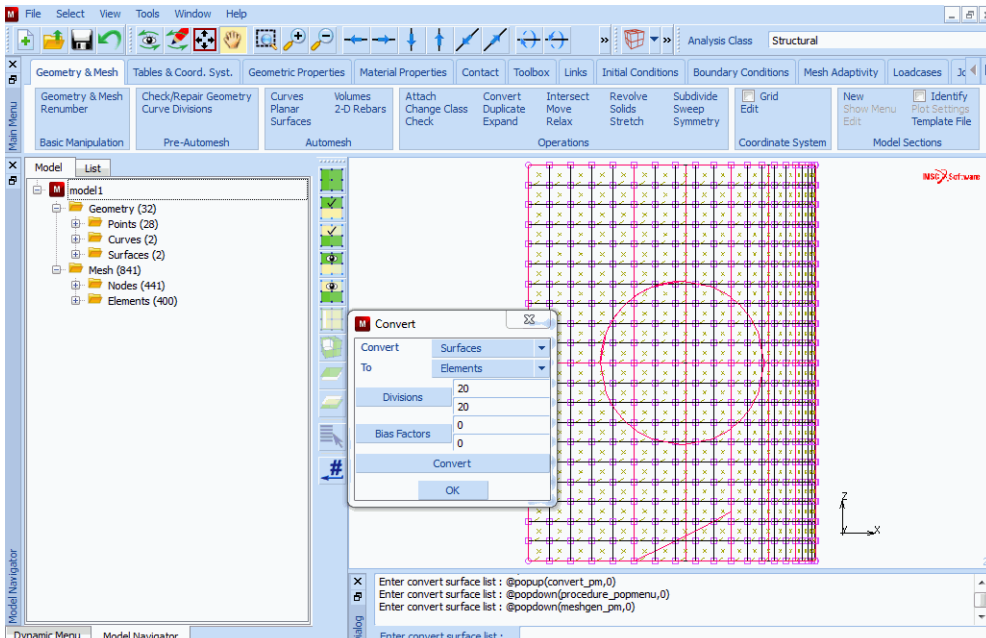 File Select View Tools Window Help
» » Analysis Class Structural
Geometry & Mesh Tables & Coord. Syst. Geometric Properties Material Properties Contact Toolbox Links Initial Conditions Boundary Conditions Mesh Adaptivity Loadcases
Main Menu
Geometry & Mesh
Renumber
Basic Manipulation
Check/Repair Geometry
Curve Divisions
Pre-Automesh
Curves Volumes
Planar 2-D Rebars
Surfaces
Automesh
Attach Convert Intersect Revolve Subdivide
Change Class Duplicate Move Solids Sweep
Check Expand Relax Stretch Symmetry
Operations
Grid
Edit
Coordinate System
New Identify
Show Menu Plot Settings
Edit Template File
Model Sections
Model List
M model1
Geometry (32)
Points (28)
Curves (2)
Surfaces (2)
Mesh (841)
Nodes (441)
Elements (400)
Model Navigator
MSC Software
M Convert
Convert Surfaces
To Elements
Divisions 20
20
Bias Factors 0
0
Convert
OK
Z
Y X
Enter convert surface list : @popup(convert_pm,0)
Enter convert surface list : @popdown(procedure_popmenu,0)
Enter convert surface list : @popdown(meshgen_pm,0)
Enter convert surface list :
Dynamic Menu Model Navigator